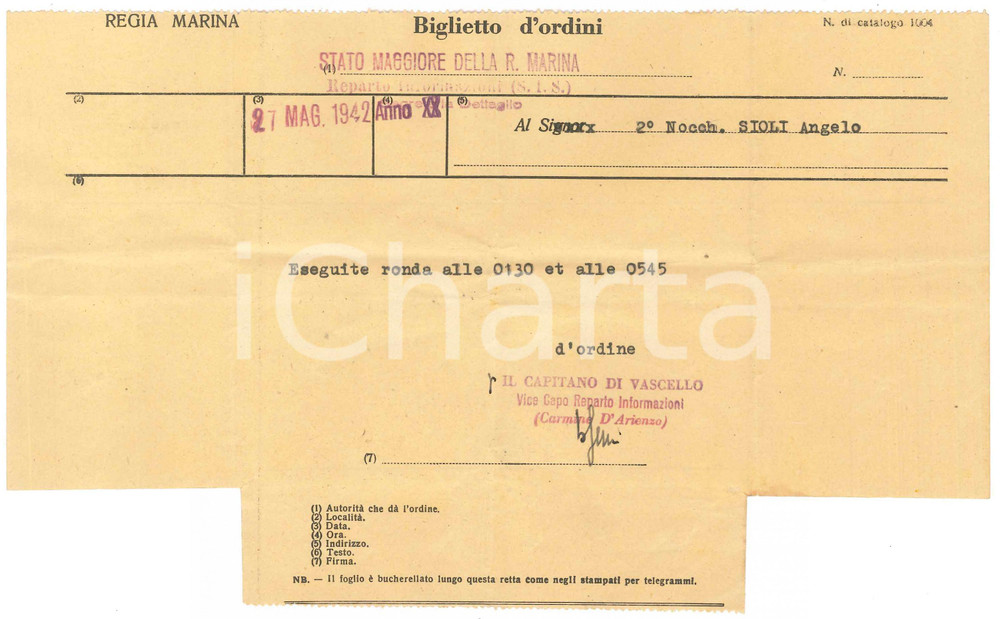 REGIA MARINA
Biglietto d'ordini
N. di catalogo 1004
STATO MAGGIORE DELLA R. MARINA
(1)
Reparto Informazioni (S. I. S.)
N.
Dettaglio
(2) (3) (4) (5)
27 MAG. 1942 Anno XX
Al Signor 2º Nocch. SIOLI Angelo
(6)
Eseguite ronda alle 0130 et alle 0545
iCharta
d'ordine
IL CAPITANO DI VASCELLO
Vice Capo Reparto Informazioni
(Carmine D'Arienzo)
(7)
(1) Autorità che dà l'ordine.
(2) Località.
(3) Data.
(4) Ora.
(5) Indirizzo.
(6) Testo.
(7) Firma.
NB. — Il foglio è bucherellato lungo questa retta come negli stampati per telegrammi.